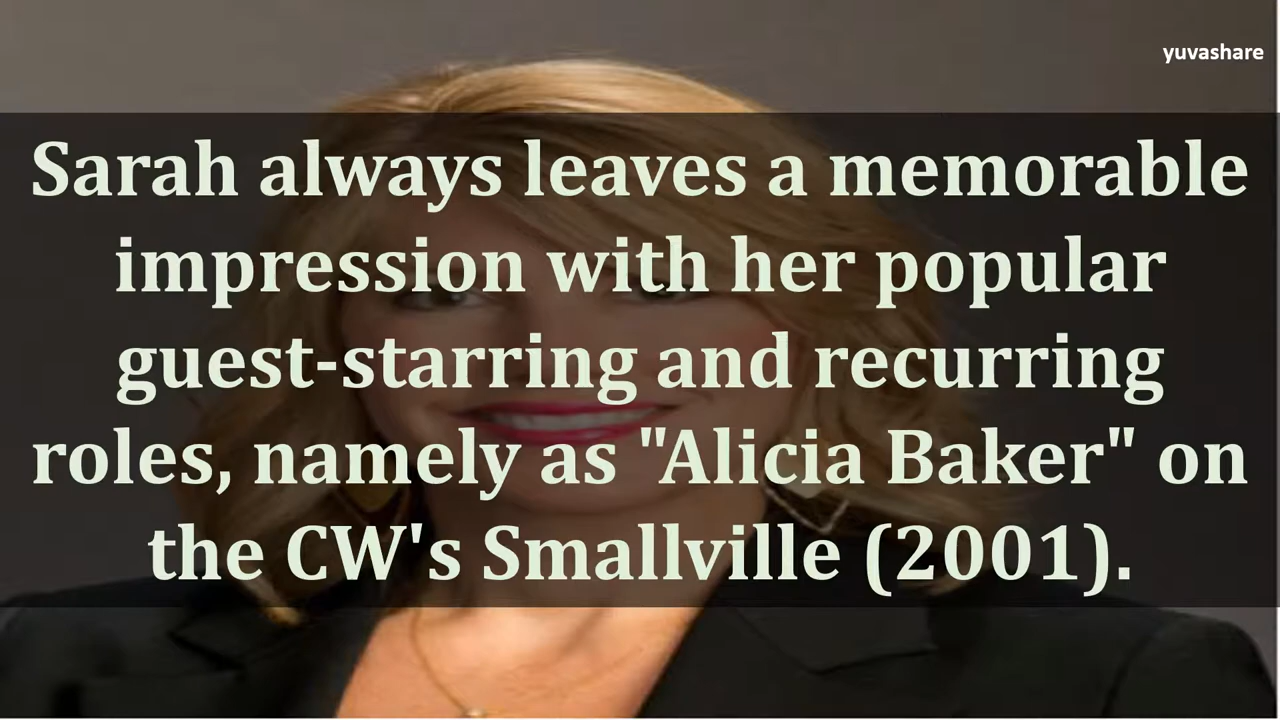 yuvashare
Sarah always leaves a memorable
impression with her popular
guest-starring and recurring
roles, namely as "Alicia Baker" on
the CW's Smallville (2001).